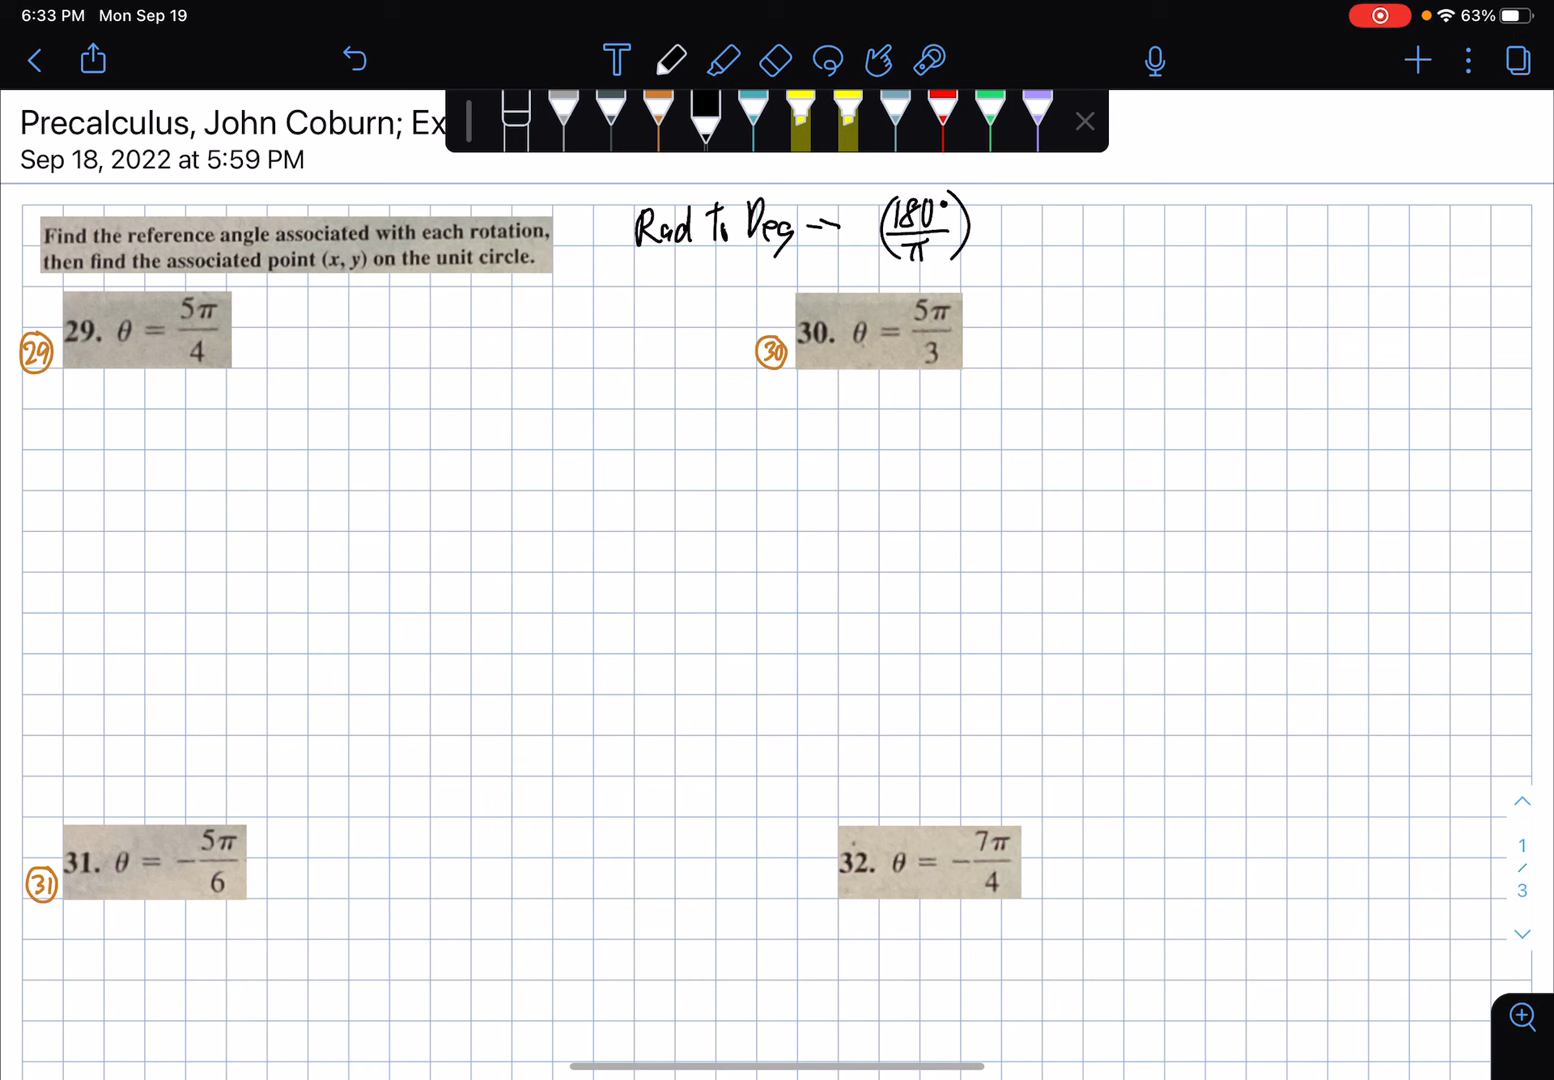 6:33 PM Mon Sep 19
63%
Precalculus, John Coburn; Ex
Sep 18, 2022 at 5:59 PM
Find the reference angle associated with each rotation,
then find the associated point (x, y) on the unit circle.
Rad To Deg → (180°/π)
29 29. θ = 5π/4
30 30. θ = 5π/3
31 31. θ = −5π/6
32. θ = −7π/4
1
/
3